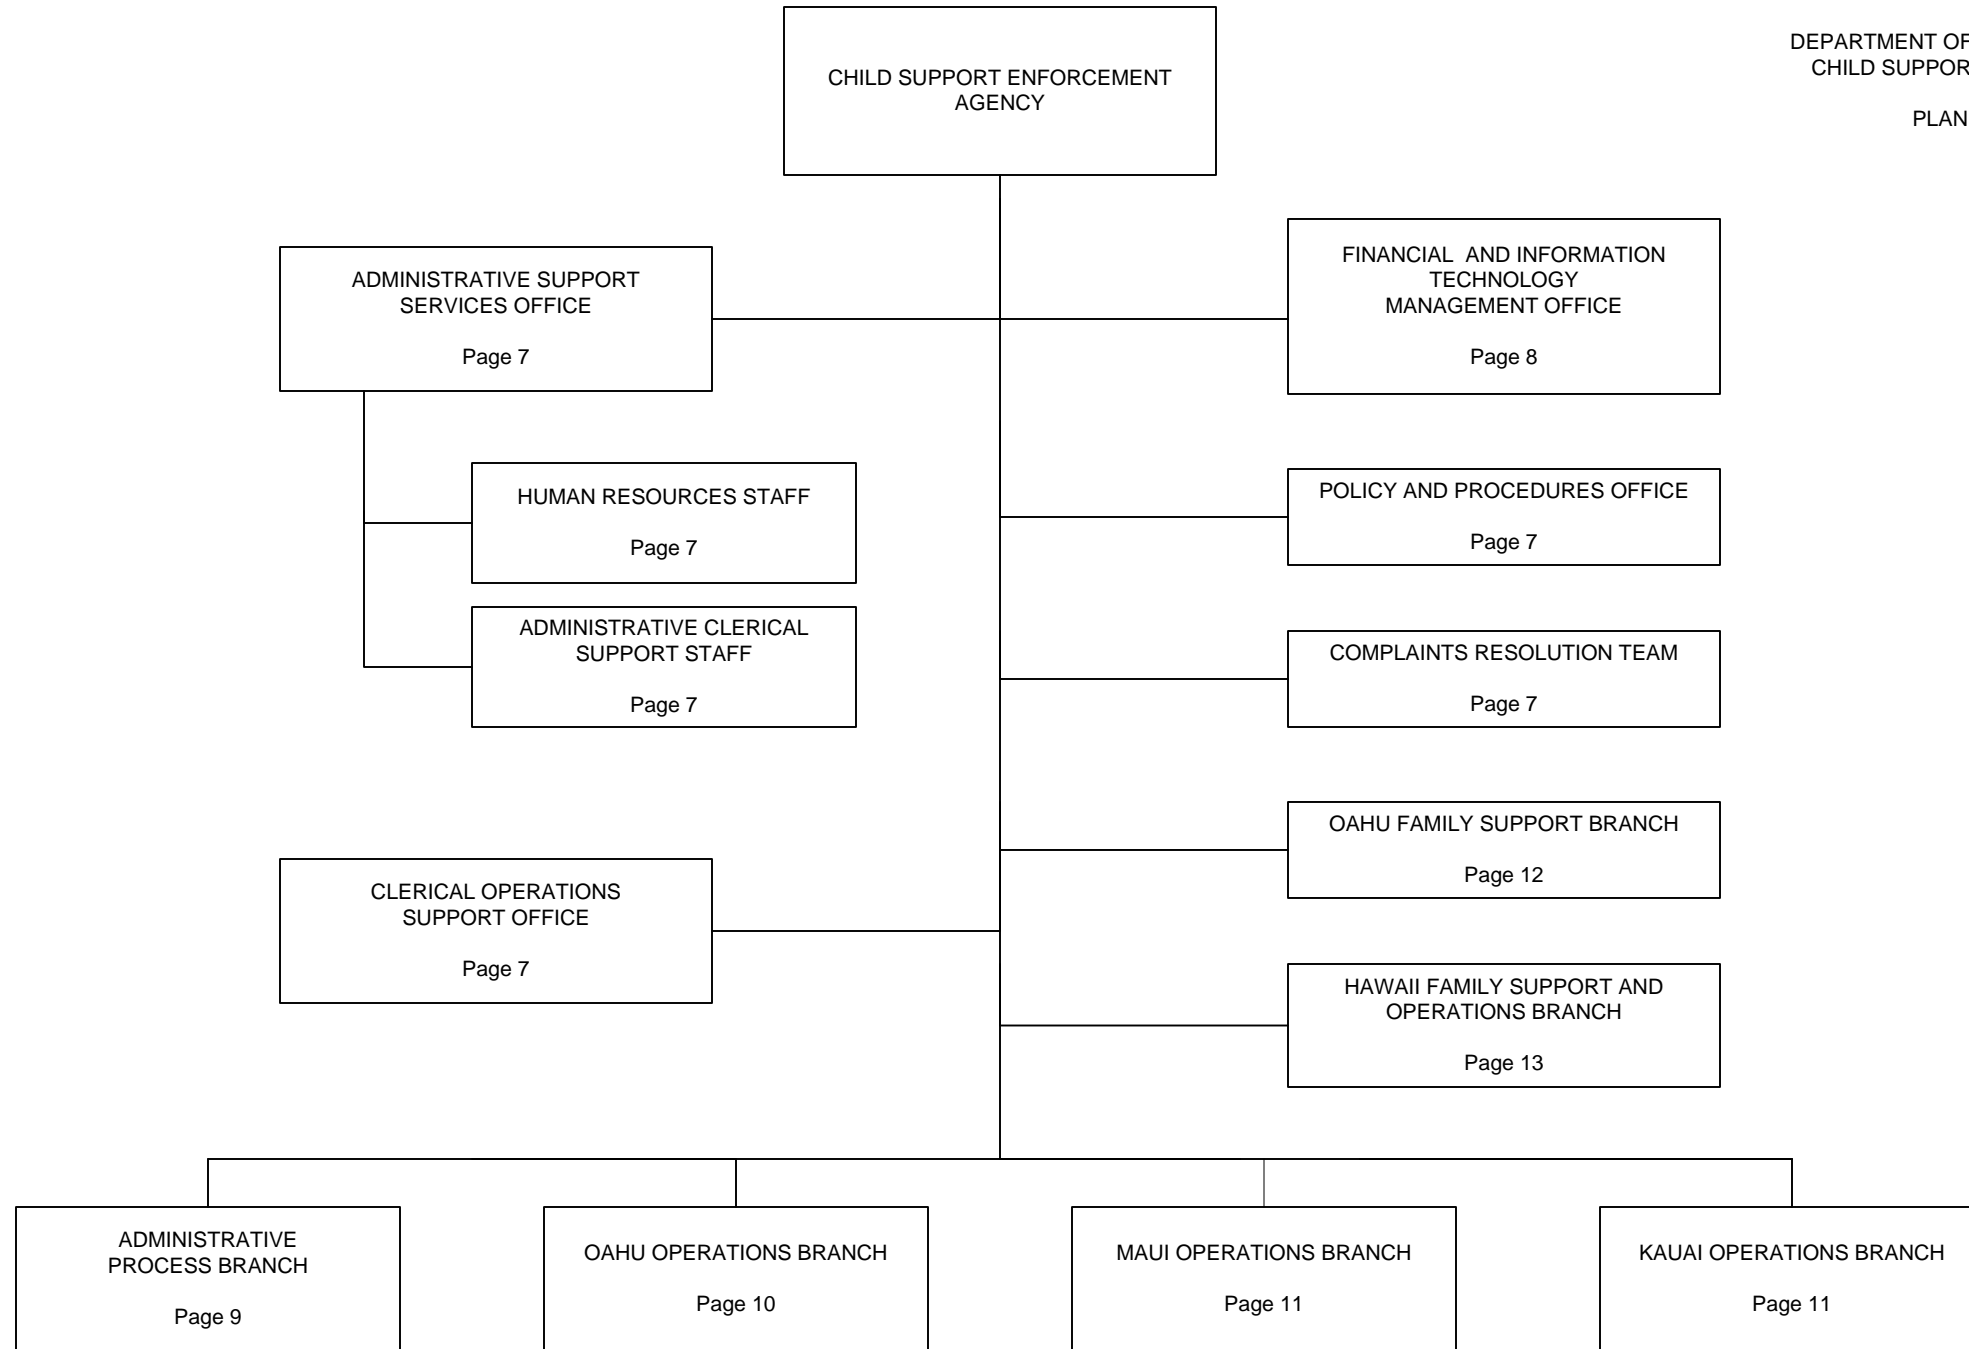 CHILD SUPPORT ENFORCEMENT
AGENCY
DEPARTMENT OF
CHILD SUPPOR
PLAN
ADMINISTRATIVE SUPPORT
SERVICES OFFICE
Page 7
FINANCIAL AND INFORMATION
TECHNOLOGY
MANAGEMENT OFFICE
Page 8
HUMAN RESOURCES STAFF
Page 7
POLICY AND PROCEDURES OFFICE
Page 7
ADMINISTRATIVE CLERICAL
SUPPORT STAFF
Page 7
COMPLAINTS RESOLUTION TEAM
Page 7
OAHU FAMILY SUPPORT BRANCH
Page 12
CLERICAL OPERATIONS
SUPPORT OFFICE
Page 7
HAWAII FAMILY SUPPORT AND
OPERATIONS BRANCH
Page 13
ADMINISTRATIVE
PROCESS BRANCH
Page 9
OAHU OPERATIONS BRANCH
Page 10
MAUI OPERATIONS BRANCH
Page 11
KAUAI OPERATIONS BRANCH
Page 11